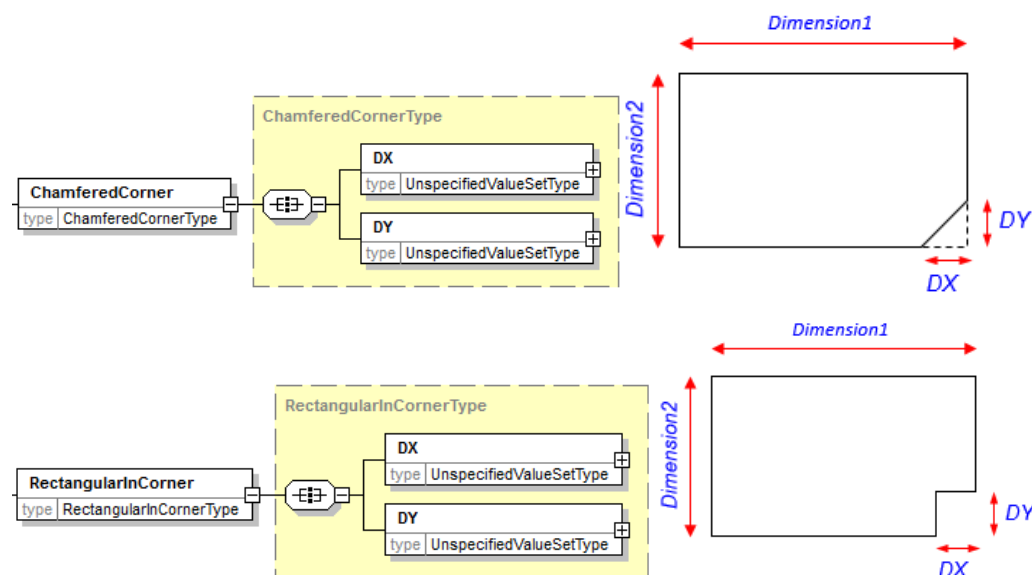 Dimension1
Dimension2
ChamferedCornerType
DX
type UnspecifiedValueSetType
ChamferedCorner
type ChamferedCornerType
DY
type UnspecifiedValueSetType
DY
DX
Dimension1
Dimension2
RectangularInCornerType
DX
type UnspecifiedValueSetType
RectangularInCorner
type RectangularInCornerType
DY
type UnspecifiedValueSetType
DY
DX